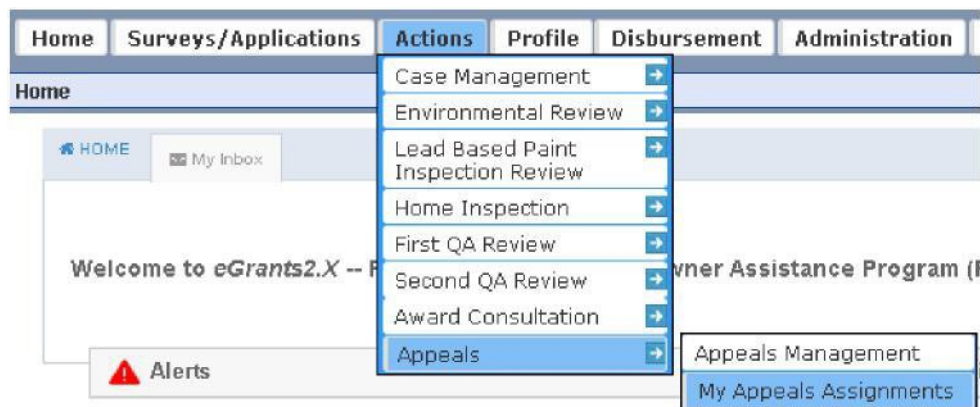 Home Surveys/Applications Actions Profile Disbursement Administration
Home
Case Management
Environmental Review
Lead Based Paint
Inspection Review
Home Inspection
First QA Review
Second QA Review
Award Consultation
Appeals
Appeals Management
My Appeals Assignments
HOME My Inbox
Welcome to eGrants2.X -- wner Assistance Program
Alerts